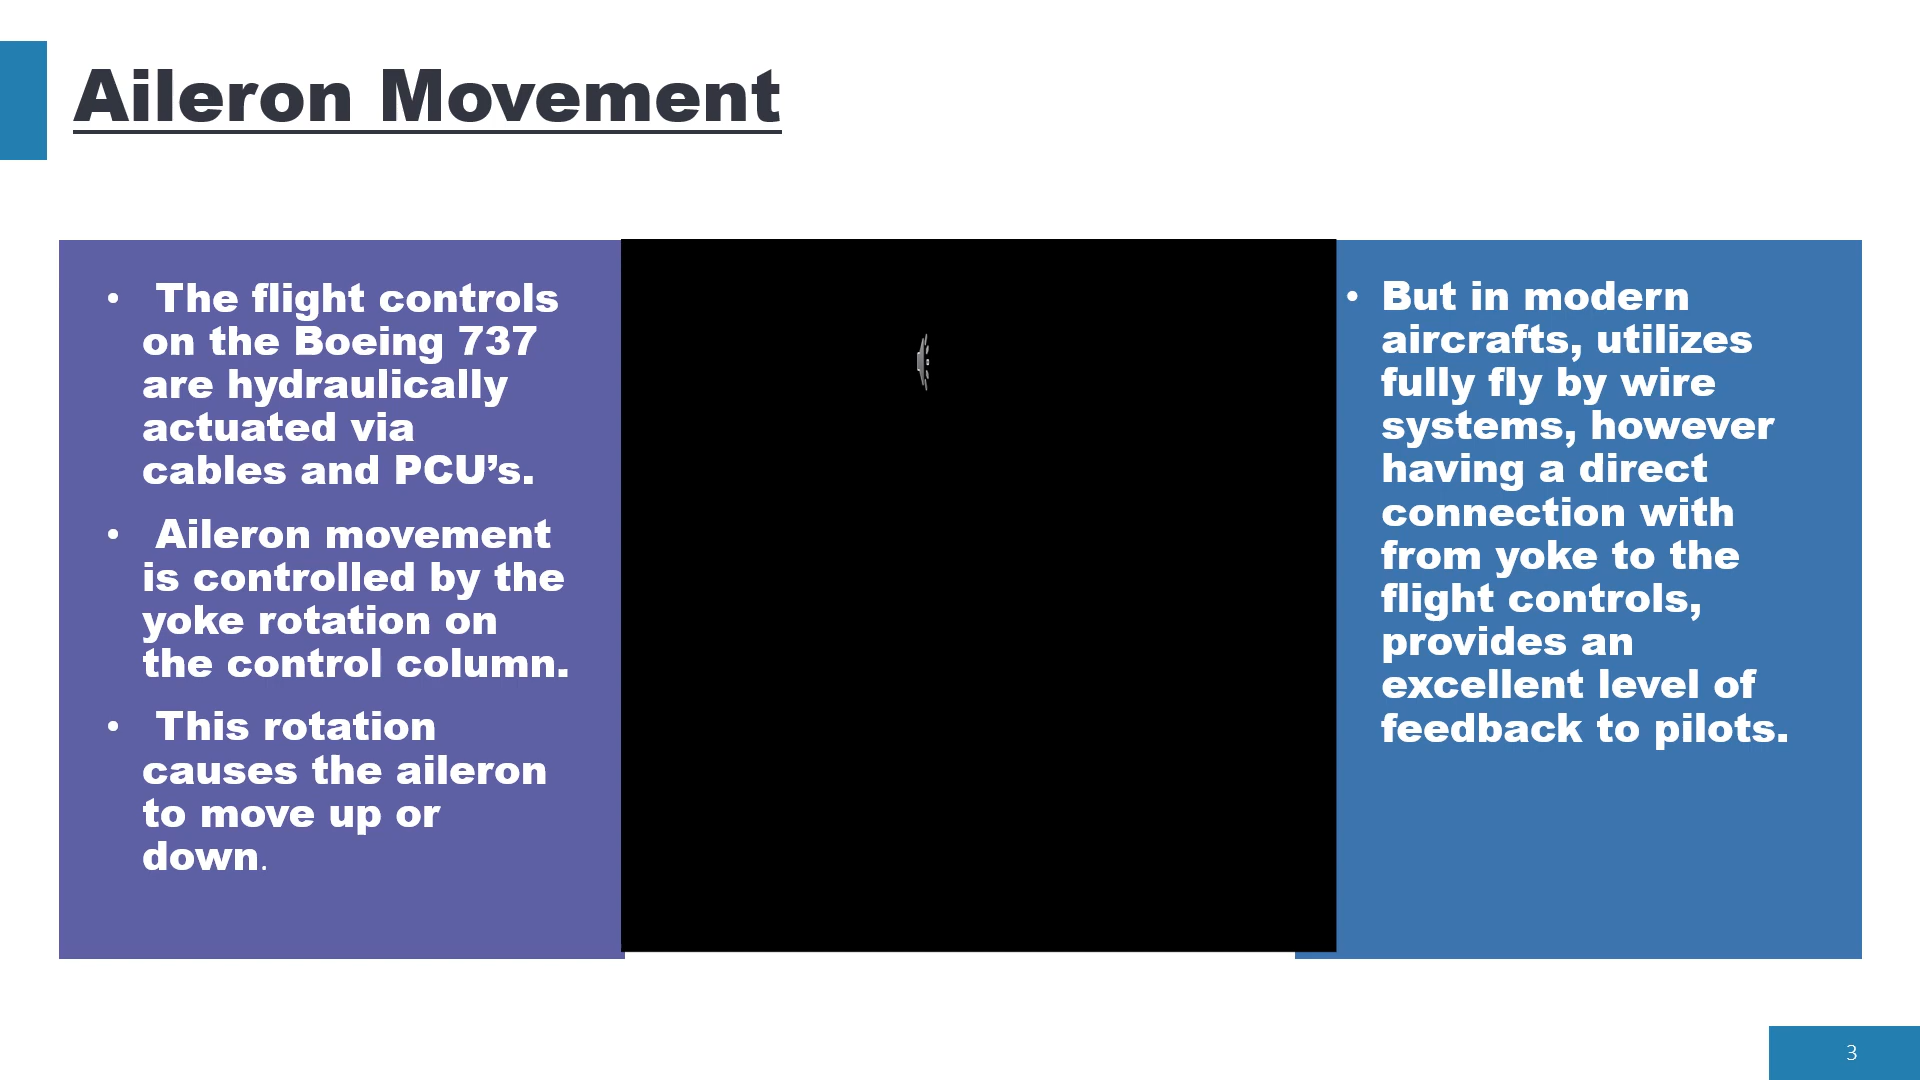 Aileron Movement
• The flight controls
on the Boeing 737
are hydraulically
actuated via
cables and PCU’s.
• Aileron movement
is controlled by the
yoke rotation on
the control column.
• This rotation
causes the aileron
to move up or
down.
• But in modern
aircrafts, utilizes
fully fly by wire
systems, however
having a direct
connection with
from yoke to the
flight controls,
provides an
excellent level of
feedback to pilots.
3